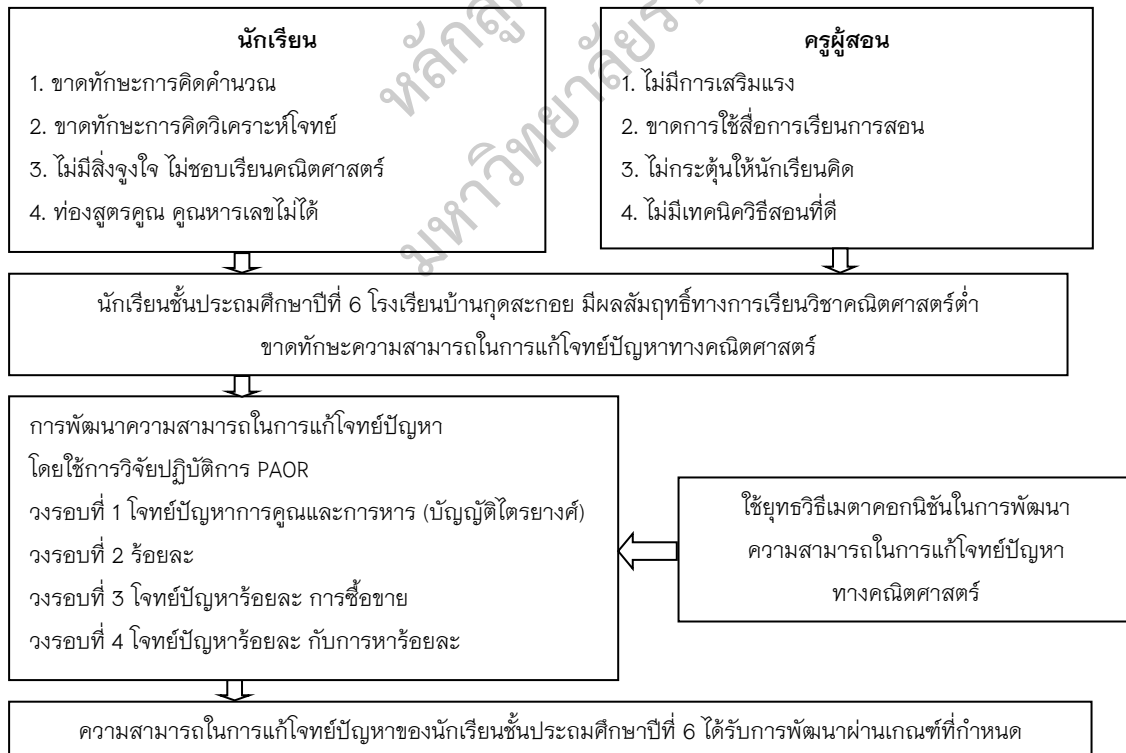 นักเรียน
1. ขาดทักษะการคิดคำนวณ
2. ขาดทักษะการคิดวิเคราะห์โจทย์
3. ไม่มีสิ่งจูงใจ ไม่ชอบเรียนคณิตศาสตร์
4. ท่องสูตรคูณ คูณหารเลขไม่ได้
ครูผู้สอน
1. ไม่มีการเสริมแรง
2. ขาดการใช้สื่อการเรียนการสอน
3. ไม่กระตุ้นให้นักเรียนคิด
4. ไม่มีเทคนิควิธีสอนที่ดี
นักเรียนชั้นประถมศึกษาปีที่ 6 โรงเรียนบ้านกุดสะกอย มีผลสัมฤทธิ์ทางการเรียนวิชาคณิตศาสตร์ต่ำ
ขาดทักษะความสามารถในการแก้โจทย์ปัญหาทางคณิตศาสตร์
การพัฒนาความสามารถในการแก้โจทย์ปัญหา
โดยใช้การวิจัยปฏิบัติการ PAOR
วงรอบที่ 1 โจทย์ปัญหาการคูณและการหาร (บัญญัติไตรยางศ์)
วงรอบที่ 2 ร้อยละ
วงรอบที่ 3 โจทย์ปัญหาร้อยละ การซื้อขาย
วงรอบที่ 4 โจทย์ปัญหาร้อยละ กับการหาร้อยละ
ใช้ยุทธวิธีเมตาคอกนิชันในการพัฒนา
ความสามารถในการแก้โจทย์ปัญหา
ทางคณิตศาสตร์
ความสามารถในการแก้โจทย์ปัญหาของนักเรียนชั้นประถมศึกษาปีที่ 6 ได้รับการพัฒนาผ่านเกณฑ์ที่กำหนด